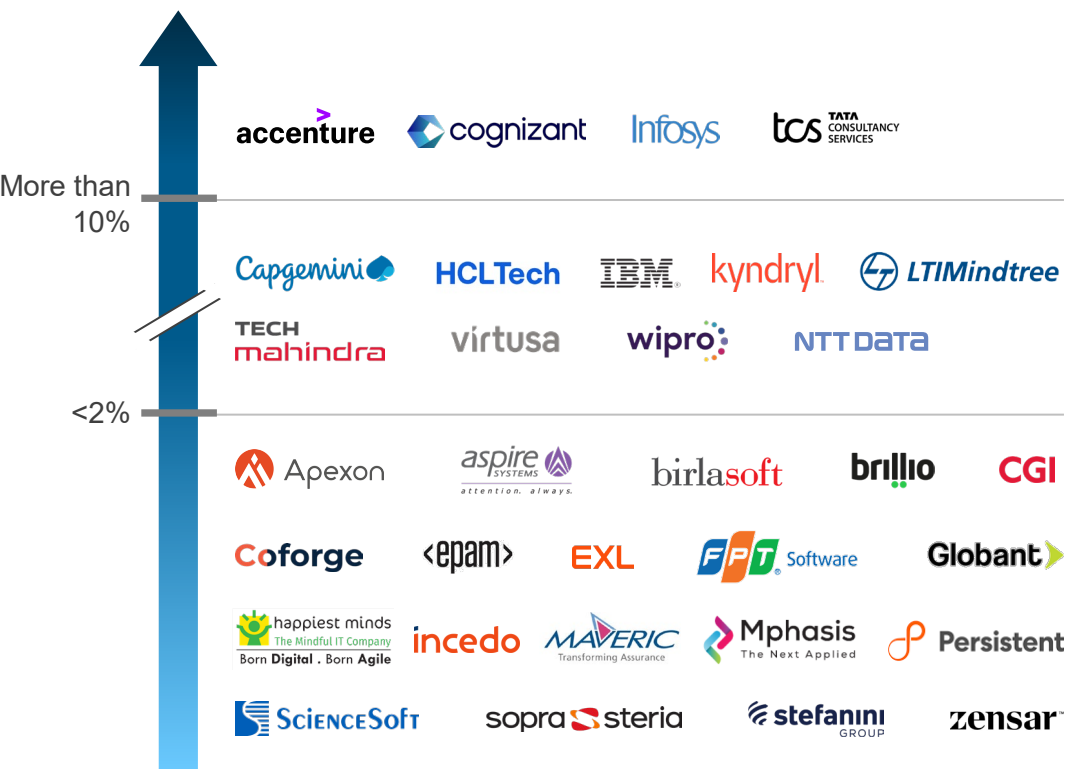 accenture
cognizant
Infosys
tcs TATA CONSULTANCY SERVICES
More than
10%
Capgemini
HCLTech
IBM®
kyndryl™
LT LTIMindtree
TECH
mahindra
virtusa
wipro
NTT DATA
<2%
Apexon
aspire
SYSTEMS
attention. always.
birlasoft
brillio
CGI
Coforge
<epam>
EXL
FPT® Software
Globant
happiest minds
The Mindful IT Company
Born Digital . Born Agile
incedo
MAVERIC
Transforming Assurance
Mphasis
The Next Applied
Persistent
S ScienceSoft
sopra steria
stefanini
GROUP
zensar™